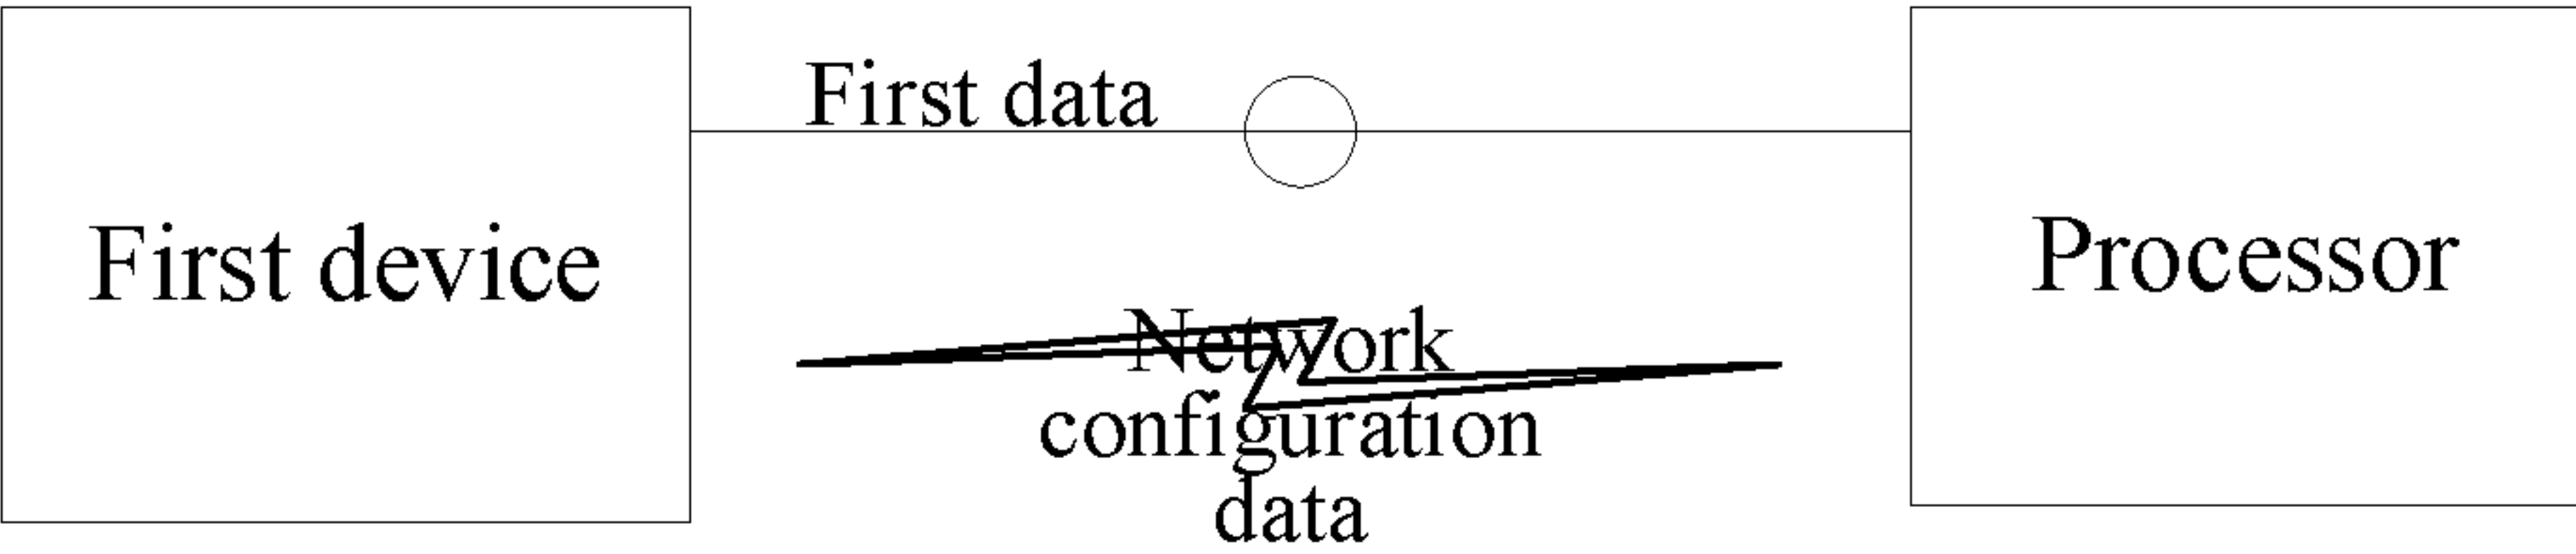 First data
First device
Processor
Network
configuration
data